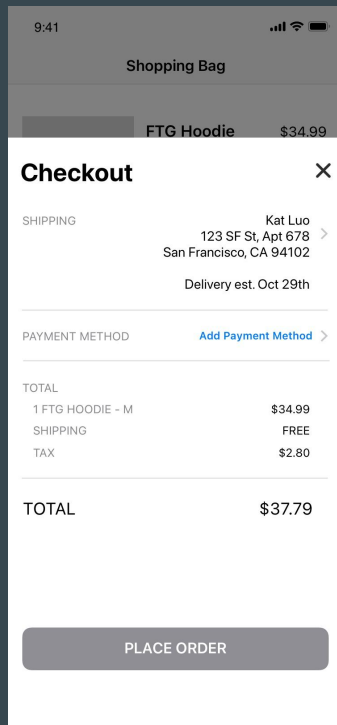 9:41
Shopping Bag
FTG Hoodie $34.99
Checkout
SHIPPING Kat Luo
123 SF St, Apt 678
San Francisco, CA 94102
Delivery est. Oct 29th
PAYMENT METHOD Add Payment Method
TOTAL
1 FTG HOODIE - M $34.99
SHIPPING FREE
TAX $2.80
TOTAL $37.79
PLACE ORDER